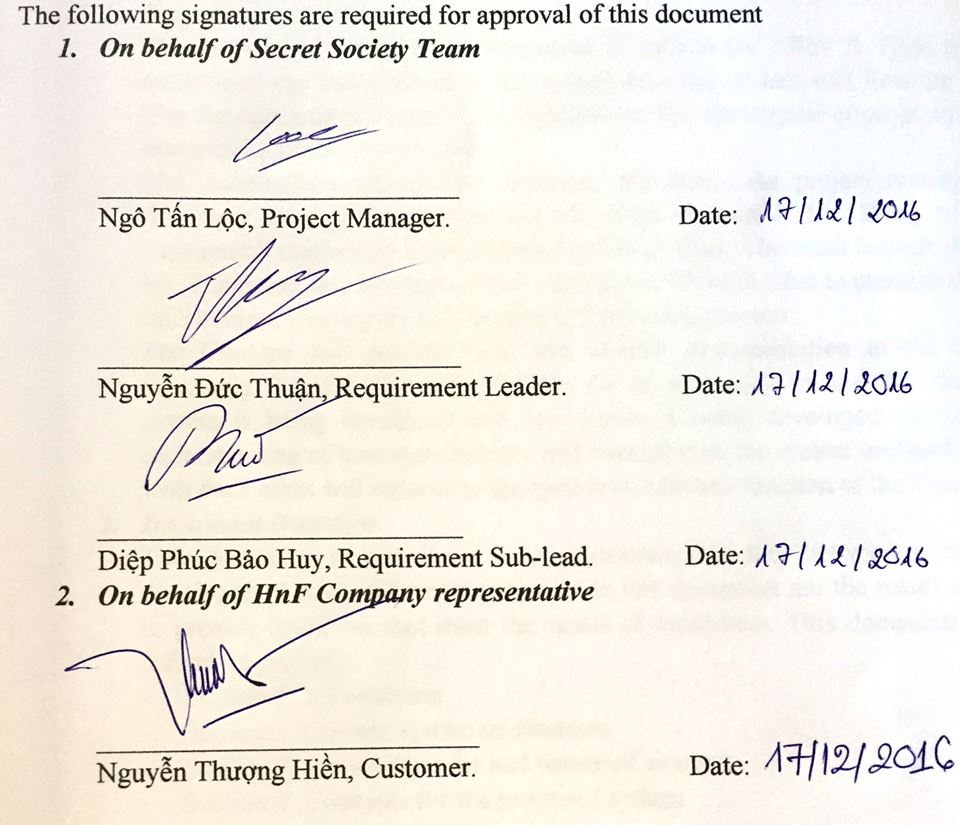 The following signatures are required for approval of this document
1. On behalf of Secret Society Team
Ngô Tấn Lộc, Project Manager. Date: 17/12/2016
Nguyễn Đức Thuận, Requirement Leader. Date: 17/12/2016
Diệp Phúc Bảo Huy, Requirement Sub-lead. Date: 17/12/2016
2. On behalf of HnF Company representative
Nguyễn Thượng Hiền, Customer. Date: 17/12/2016